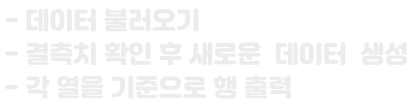 - 데이터 불러오기
- 결측치 확인 후 새로운 데이터 생성
- 각 열을 기준으로 행 출력